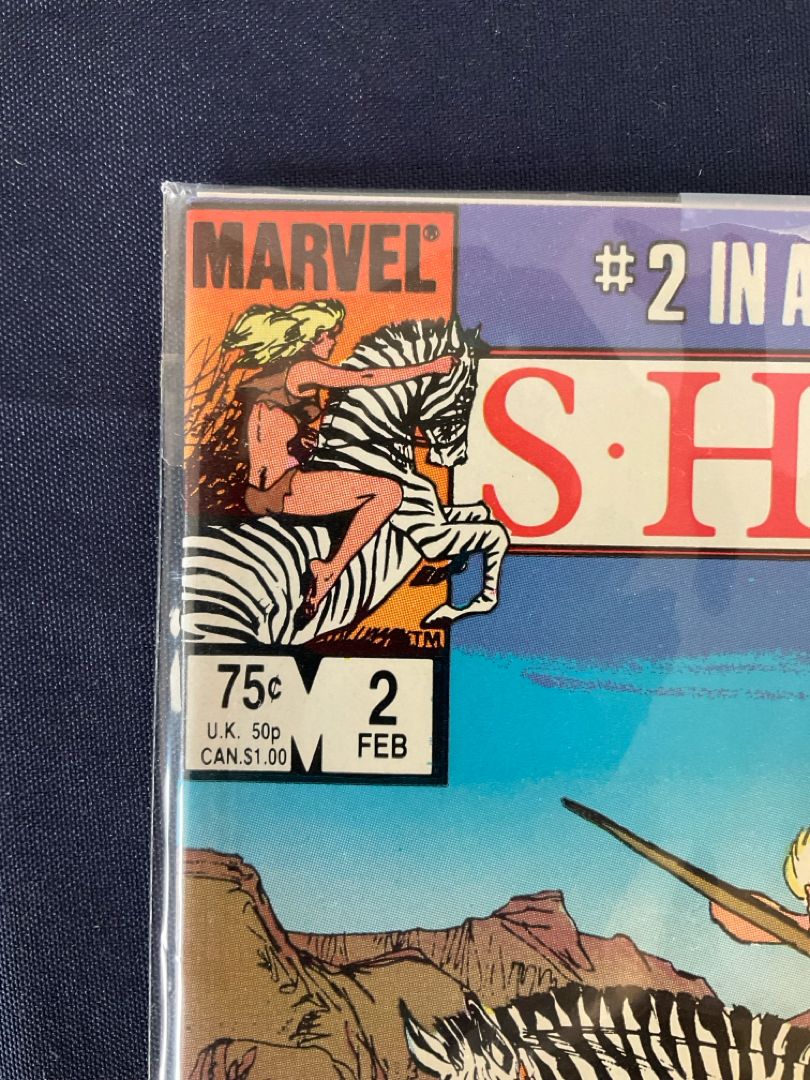 MARVEL®
#2 IN A
S·H
TM
75¢
U.K. 50p
CAN.$1.00
2
FEB